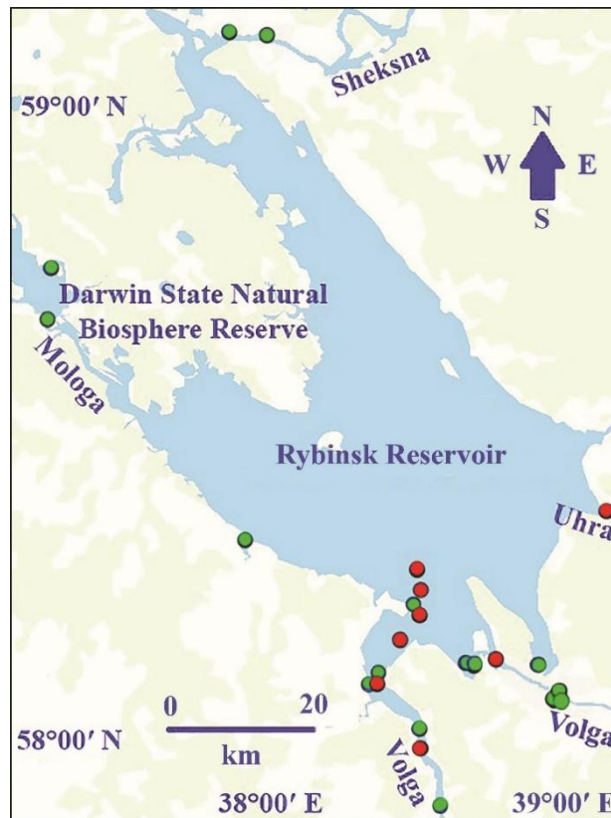 Sheksna
59°00′ N
N
W E
S
Darwin State Natural
Biosphere Reserve
Mologa
Rybinsk Reservoir
Uhra
0 20
km
Volga
Volga
58°00′ N
38°00′ E
39°00′ E